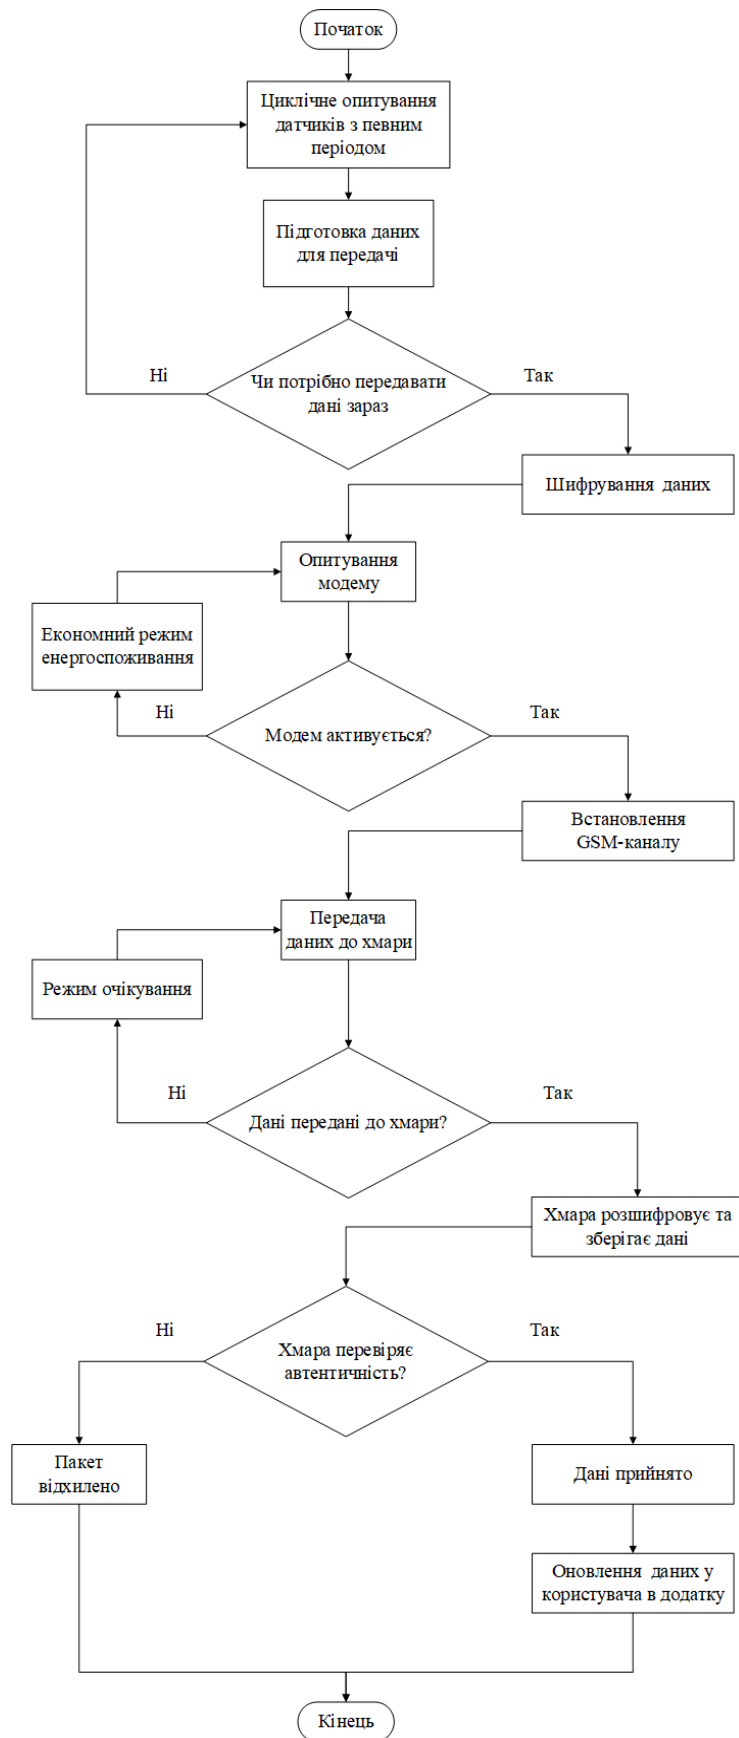 Початок
Циклічне опитування
датчиків з певним
періодом
Підготовка даних
для передачі
Ні
Так
Чи потрібно передавати
дані зараз
Шифрування даних
Опитування
модему
Економний режим
енергоспоживання
Ні
Так
Модем активується?
Встановлення
GSM-каналу
Передача
даних до хмари
Режим очікування
Ні
Так
Дані передані до хмари?
Хмара розшифровує та
зберігає дані
Ні
Так
Хмара перевіряє
автентичність?
Пакет
відхилено
Дані прийнято
Оновлення даних у
користувача в додатку
Кінець